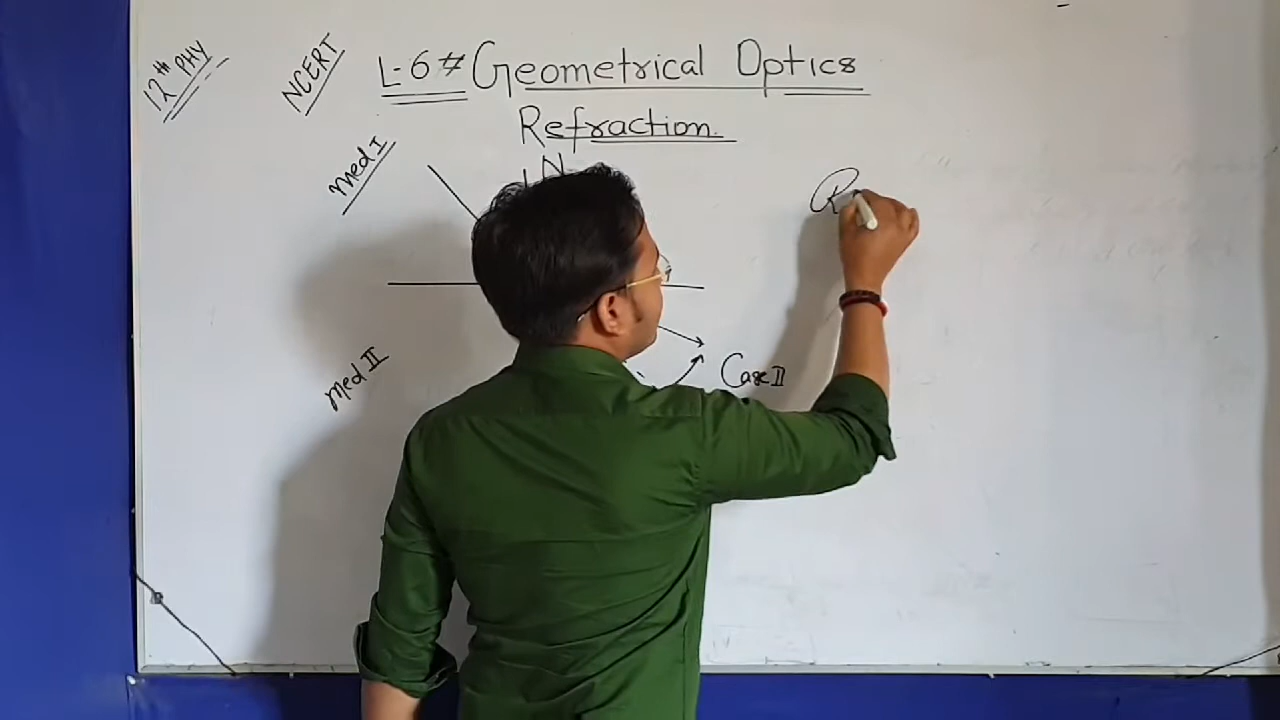 12th PHY
NCERT
L-6 # Geometrical Optics
Refraction.
Med I
N
Med II
Case II
R